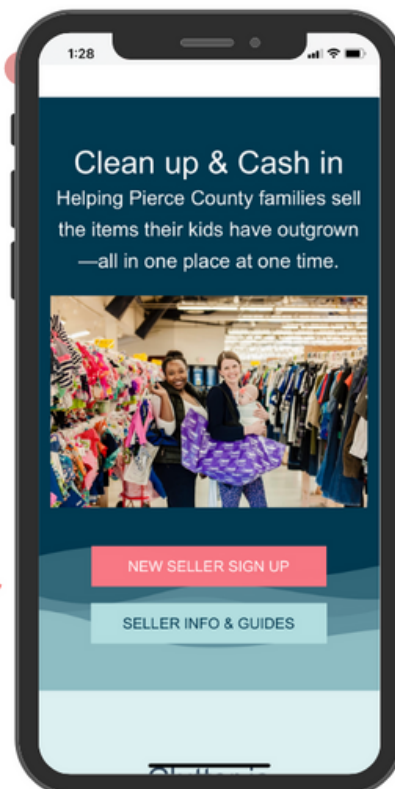 1:28
Clean up & Cash in
Helping Pierce County families sell
the items their kids have outgrown
—all in one place at one time.
NEW SELLER SIGN UP
SELLER INFO & GUIDES